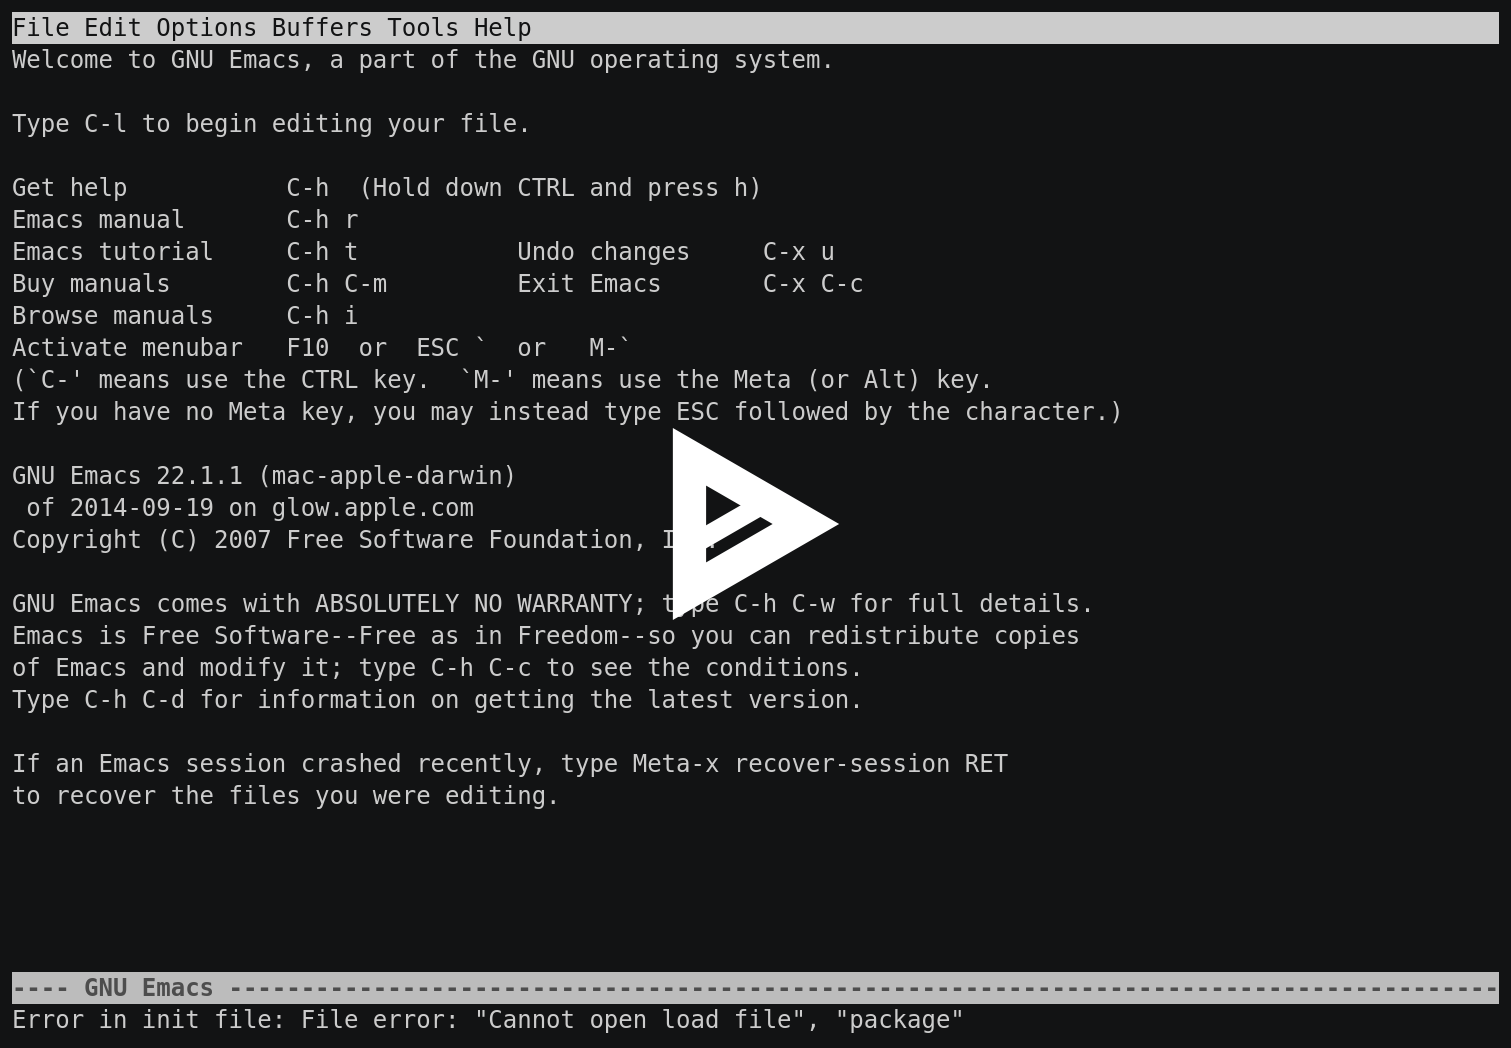 File Edit Options Buffers Tools Help
Welcome to GNU Emacs, a part of the GNU operating system.
Type C-l to begin editing your file.
Get help           C-h  (Hold down CTRL and press h)
Emacs manual       C-h r
Emacs tutorial     C-h t           Undo changes     C-x u
Buy manuals        C-h C-m         Exit Emacs       C-x C-c
Browse manuals     C-h i
Activate menubar   F10  or  ESC `  or   M-`
(`C-' means use the CTRL key.  `M-' means use the Meta (or Alt) key.
If you have no Meta key, you may instead type ESC followed by the character.)
GNU Emacs 22.1.1 (mac-apple-darwin)
 of 2014-09-19 on glow.apple.com
Copyright (C) 2007 Free Software Foundation,
GNU Emacs comes with ABSOLUTELY NO WARRANTY; type C-h C-w for full details.
Emacs is Free Software--Free as in Freedom--so you can redistribute copies
of Emacs and modify it; type C-h C-c to see the conditions.
Type C-h C-d for information on getting the latest version.
If an Emacs session crashed recently, type Meta-x recover-session RET
to recover the files you were editing.
---- GNU Emacs ----------------------------------------------------------------------------------------
Error in init file: File error: "Cannot open load file", "package"